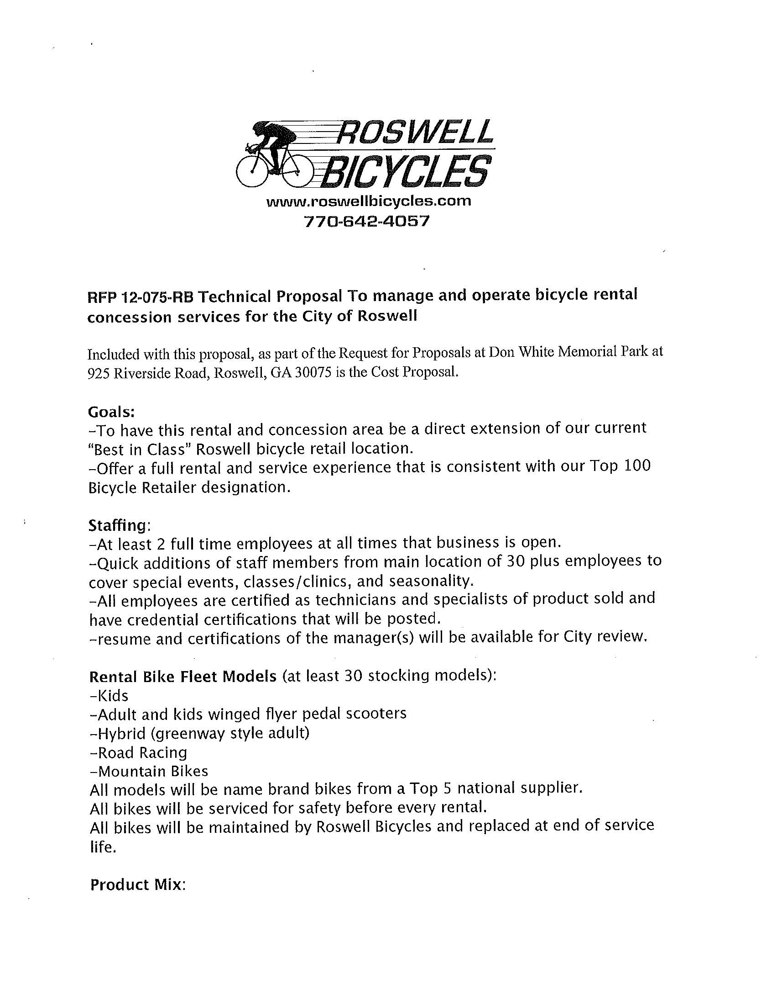 ROSWELL
BICYCLES
www.roswellbicycles.com
770-642-4057
RFP 12-075-RB Technical Proposal To manage and operate bicycle rental
concession services for the City of Roswell
Included with this proposal, as part of the Request for Proposals at Don White Memorial Park at
925 Riverside Road, Roswell, GA 30075 is the Cost Proposal.
Goals:
-To have this rental and concession area be a direct extension of our current
"Best in Class" Roswell bicycle retail location.
-Offer a full rental and service experience that is consistent with our Top 100
Bicycle Retailer designation.
Staffing:
-At least 2 full time employees at all times that business is open.
-Quick additions of staff members from main location of 30 plus employees to
cover special events, classes/clinics, and seasonality.
-All employees are certified as technicians and specialists of product sold and
have credential certifications that will be posted.
-resume and certifications of the manager(s) will be available for City review.
Rental Bike Fleet Models (at least 30 stocking models):
-Kids
-Adult and kids winged flyer pedal scooters
-Hybrid (greenway style adult)
-Road Racing
-Mountain Bikes
All models will be name brand bikes from a Top 5 national supplier.
All bikes will be serviced for safety before every rental.
All bikes will be maintained by Roswell Bicycles and replaced at end of service
life.
Product Mix: